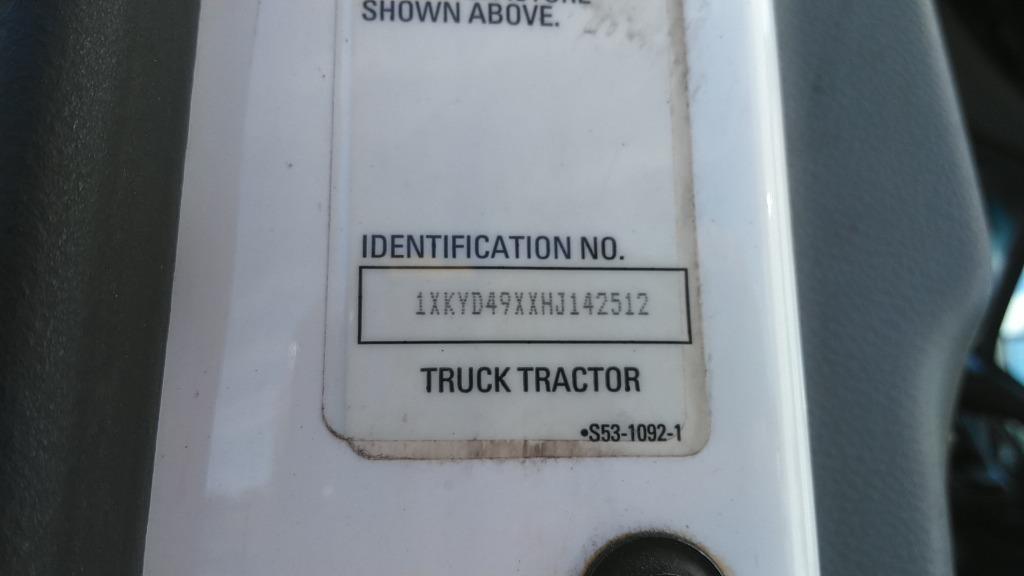 SHOWN ABOVE.
IDENTIFICATION NO.
1XKYD49XXHJ142512
TRUCK TRACTOR
•S53-1092-1